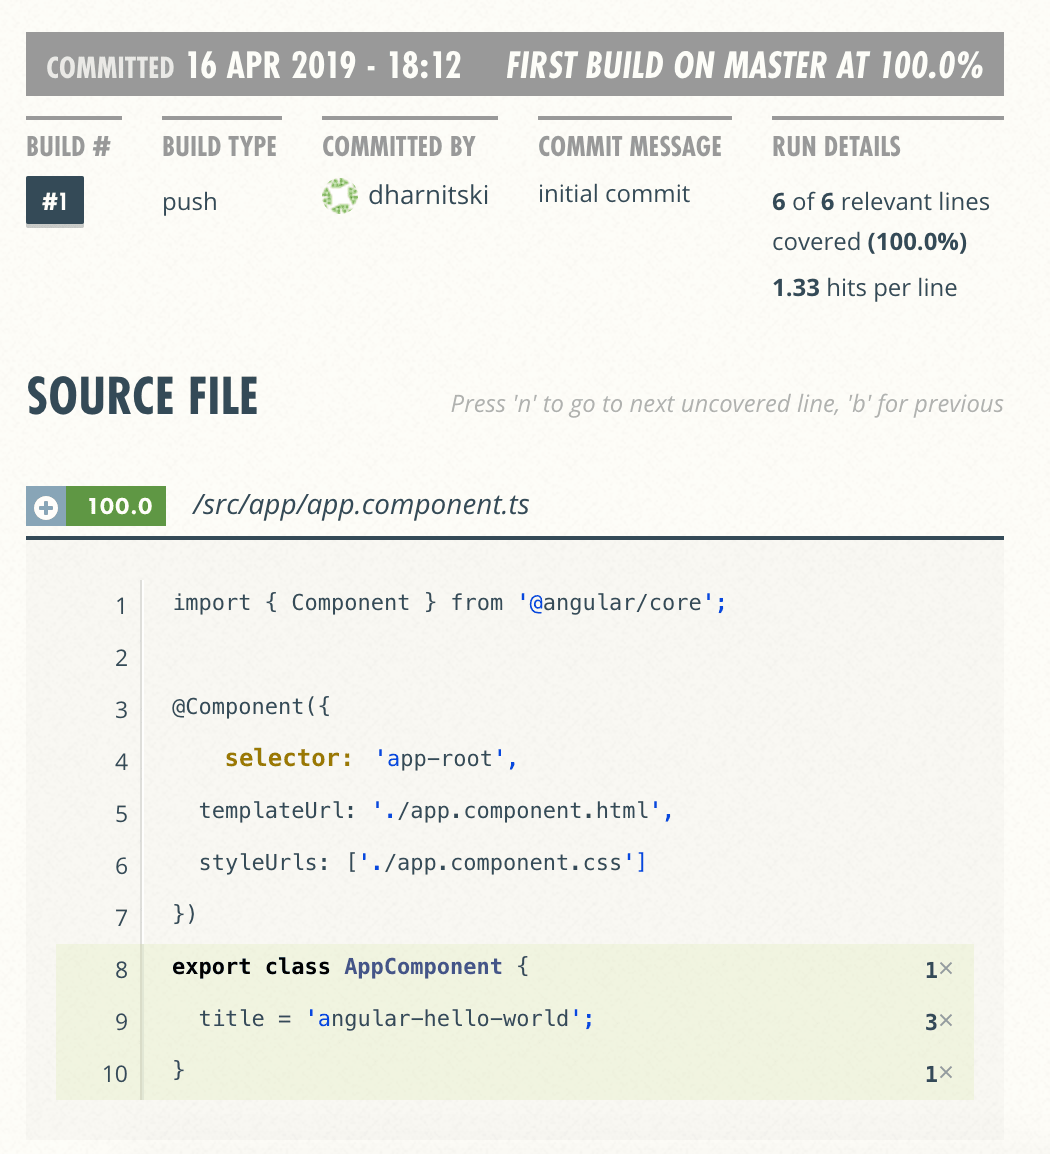 COMMITTED 16 APR 2019 - 18:12 FIRST BUILD ON MASTER AT 100.0%
BUILD # BUILD TYPE COMMITTED BY COMMIT MESSAGE RUN DETAILS
#1 push dharnitski initial commit 6 of 6 relevant lines
covered (100.0%)
1.33 hits per line
SOURCE FILE Press 'n' to go to next uncovered line, 'b' for previous
100.0 /src/app/app.component.ts
1 import { Component } from '@angular/core';
2
3 @Component({
4 selector: 'app-root',
5 templateUrl: './app.component.html',
6 styleUrls: ['./app.component.css']
7 })
8 export class AppComponent { 1×
9 title = 'angular-hello-world'; 3×
10 } 1×